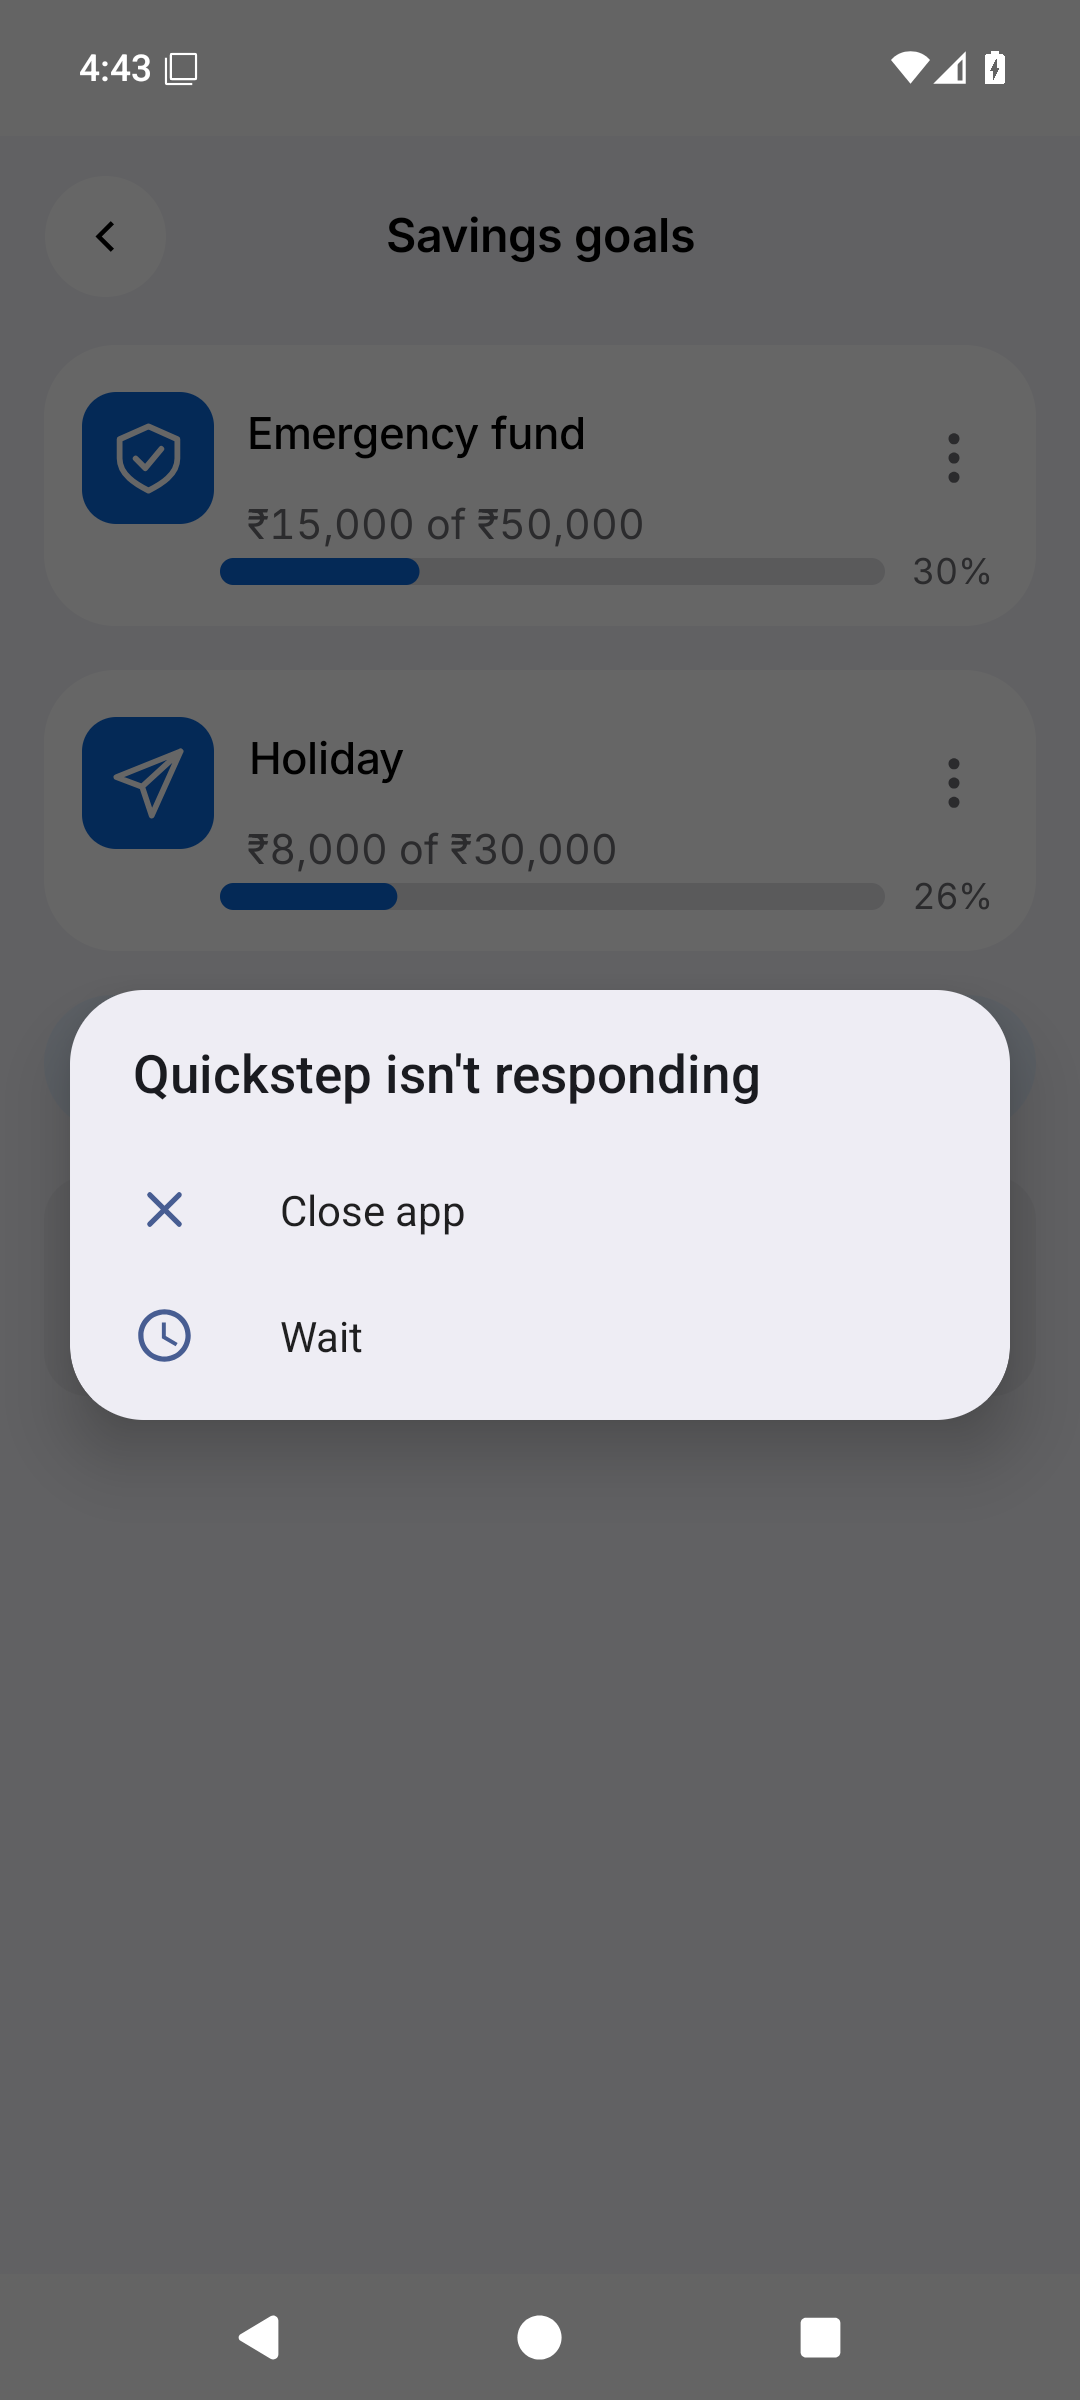 4:43
Savings goals
Emergency fund
₹15,000 of ₹50,000
30%
Holiday
₹8,000 of ₹30,000
26%
Quickstep isn't responding
Close app
Wait